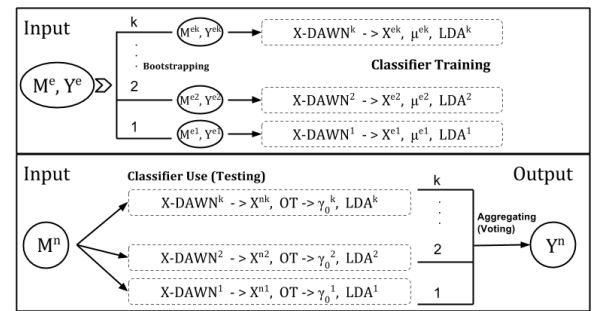 Input
k
Mᵉᵏ, Yᵉᵏ
X-DAWNᵏ -> Xᵉᵏ, μᵉᵏ, LDAᵏ
.
.
.
Mᵉ, Yᵉ
Bootstrapping
Classifier Training
2
Mᵉ², Yᵉ²
X-DAWN² -> Xᵉ², μᵉ², LDA²
1
Mᵉ¹, Yᵉ¹
X-DAWN¹ -> Xᵉ¹, μᵉ¹, LDA¹
Input
Classifier Use (Testing)
Output
k
X-DAWNᵏ -> Xⁿᵏ, OT -> γ₀ᵏ, LDAᵏ
.
.
.
Aggregating
(Voting)
Mⁿ
Yⁿ
X-DAWN² -> Xⁿ², OT -> γ₀², LDA²
2
X-DAWN¹ -> Xⁿ¹, OT -> γ₀¹, LDA¹
1